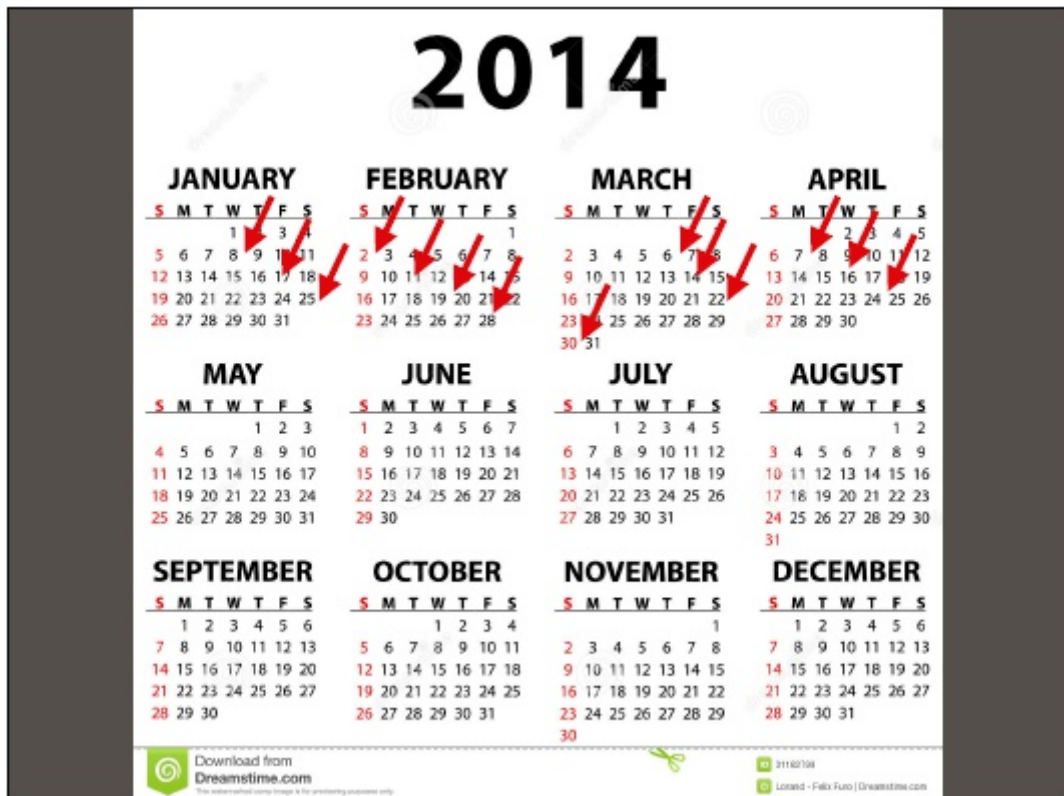 2014
JANUARY
S M T W T F S
1 3 4
5 6 7 8 9 11
12 13 14 15 16 17 18
19 20 21 22 23 24 25
26 27 28 29 30 31
FEBRUARY
S M T W T F S
1
2 3 4 5 6 7 8
9 10 11 12 14 15
16 17 18 19 20 21 22
23 24 25 26 27 28
MARCH
S M T W T F S
1
2 3 4 5 6 7 8
9 10 11 12 13 14 15
16 17 18 19 20 21 22
23 25 26 27 28 29
30 31
APRIL
S M T W T F S
2 3 4 5
6 7 8 9 10 11 12
13 14 15 16 17 19
20 21 22 23 24 25 26
27 28 29 30
MAY
S M T W T F S
1 2 3
4 5 6 7 8 9 10
11 12 13 14 15 16 17
18 19 20 21 22 23 24
25 26 27 28 29 30 31
JUNE
S M T W T F S
1 2 3 4 5 6 7
8 9 10 11 12 13 14
15 16 17 18 19 20 21
22 23 24 25 26 27 28
29 30
JULY
S M T W T F S
1 2 3 4 5
6 7 8 9 10 11 12
13 14 15 16 17 18 19
20 21 22 23 24 25 26
27 28 29 30 31
AUGUST
S M T W T F S
1 2
3 4 5 6 7 8 9
10 11 12 13 14 15 16
17 18 19 20 21 22 23
24 25 26 27 28 29 30
31
SEPTEMBER
S M T W T F S
1 2 3 4 5 6
7 8 9 10 11 12 13
14 15 16 17 18 19 20
21 22 23 24 25 26 27
28 29 30
OCTOBER
S M T W T F S
1 2 3 4
5 6 7 8 9 10 11
12 13 14 15 16 17 18
19 20 21 22 23 24 25
26 27 28 29 30 31
NOVEMBER
S M T W T F S
1
2 3 4 5 6 7 8
9 10 11 12 13 14 15
16 17 18 19 20 21 22
23 24 25 26 27 28 29
30
DECEMBER
S M T W T F S
1 2 3 4 5 6
7 8 9 10 11 12 13
14 15 16 17 18 19 20
21 22 23 24 25 26 27
28 29 30 31
Download from
Dreamstime.com
This watermarked comp image is for previewing purposes only.
ID
Lorand - Felix Furo | Dreamstime.com